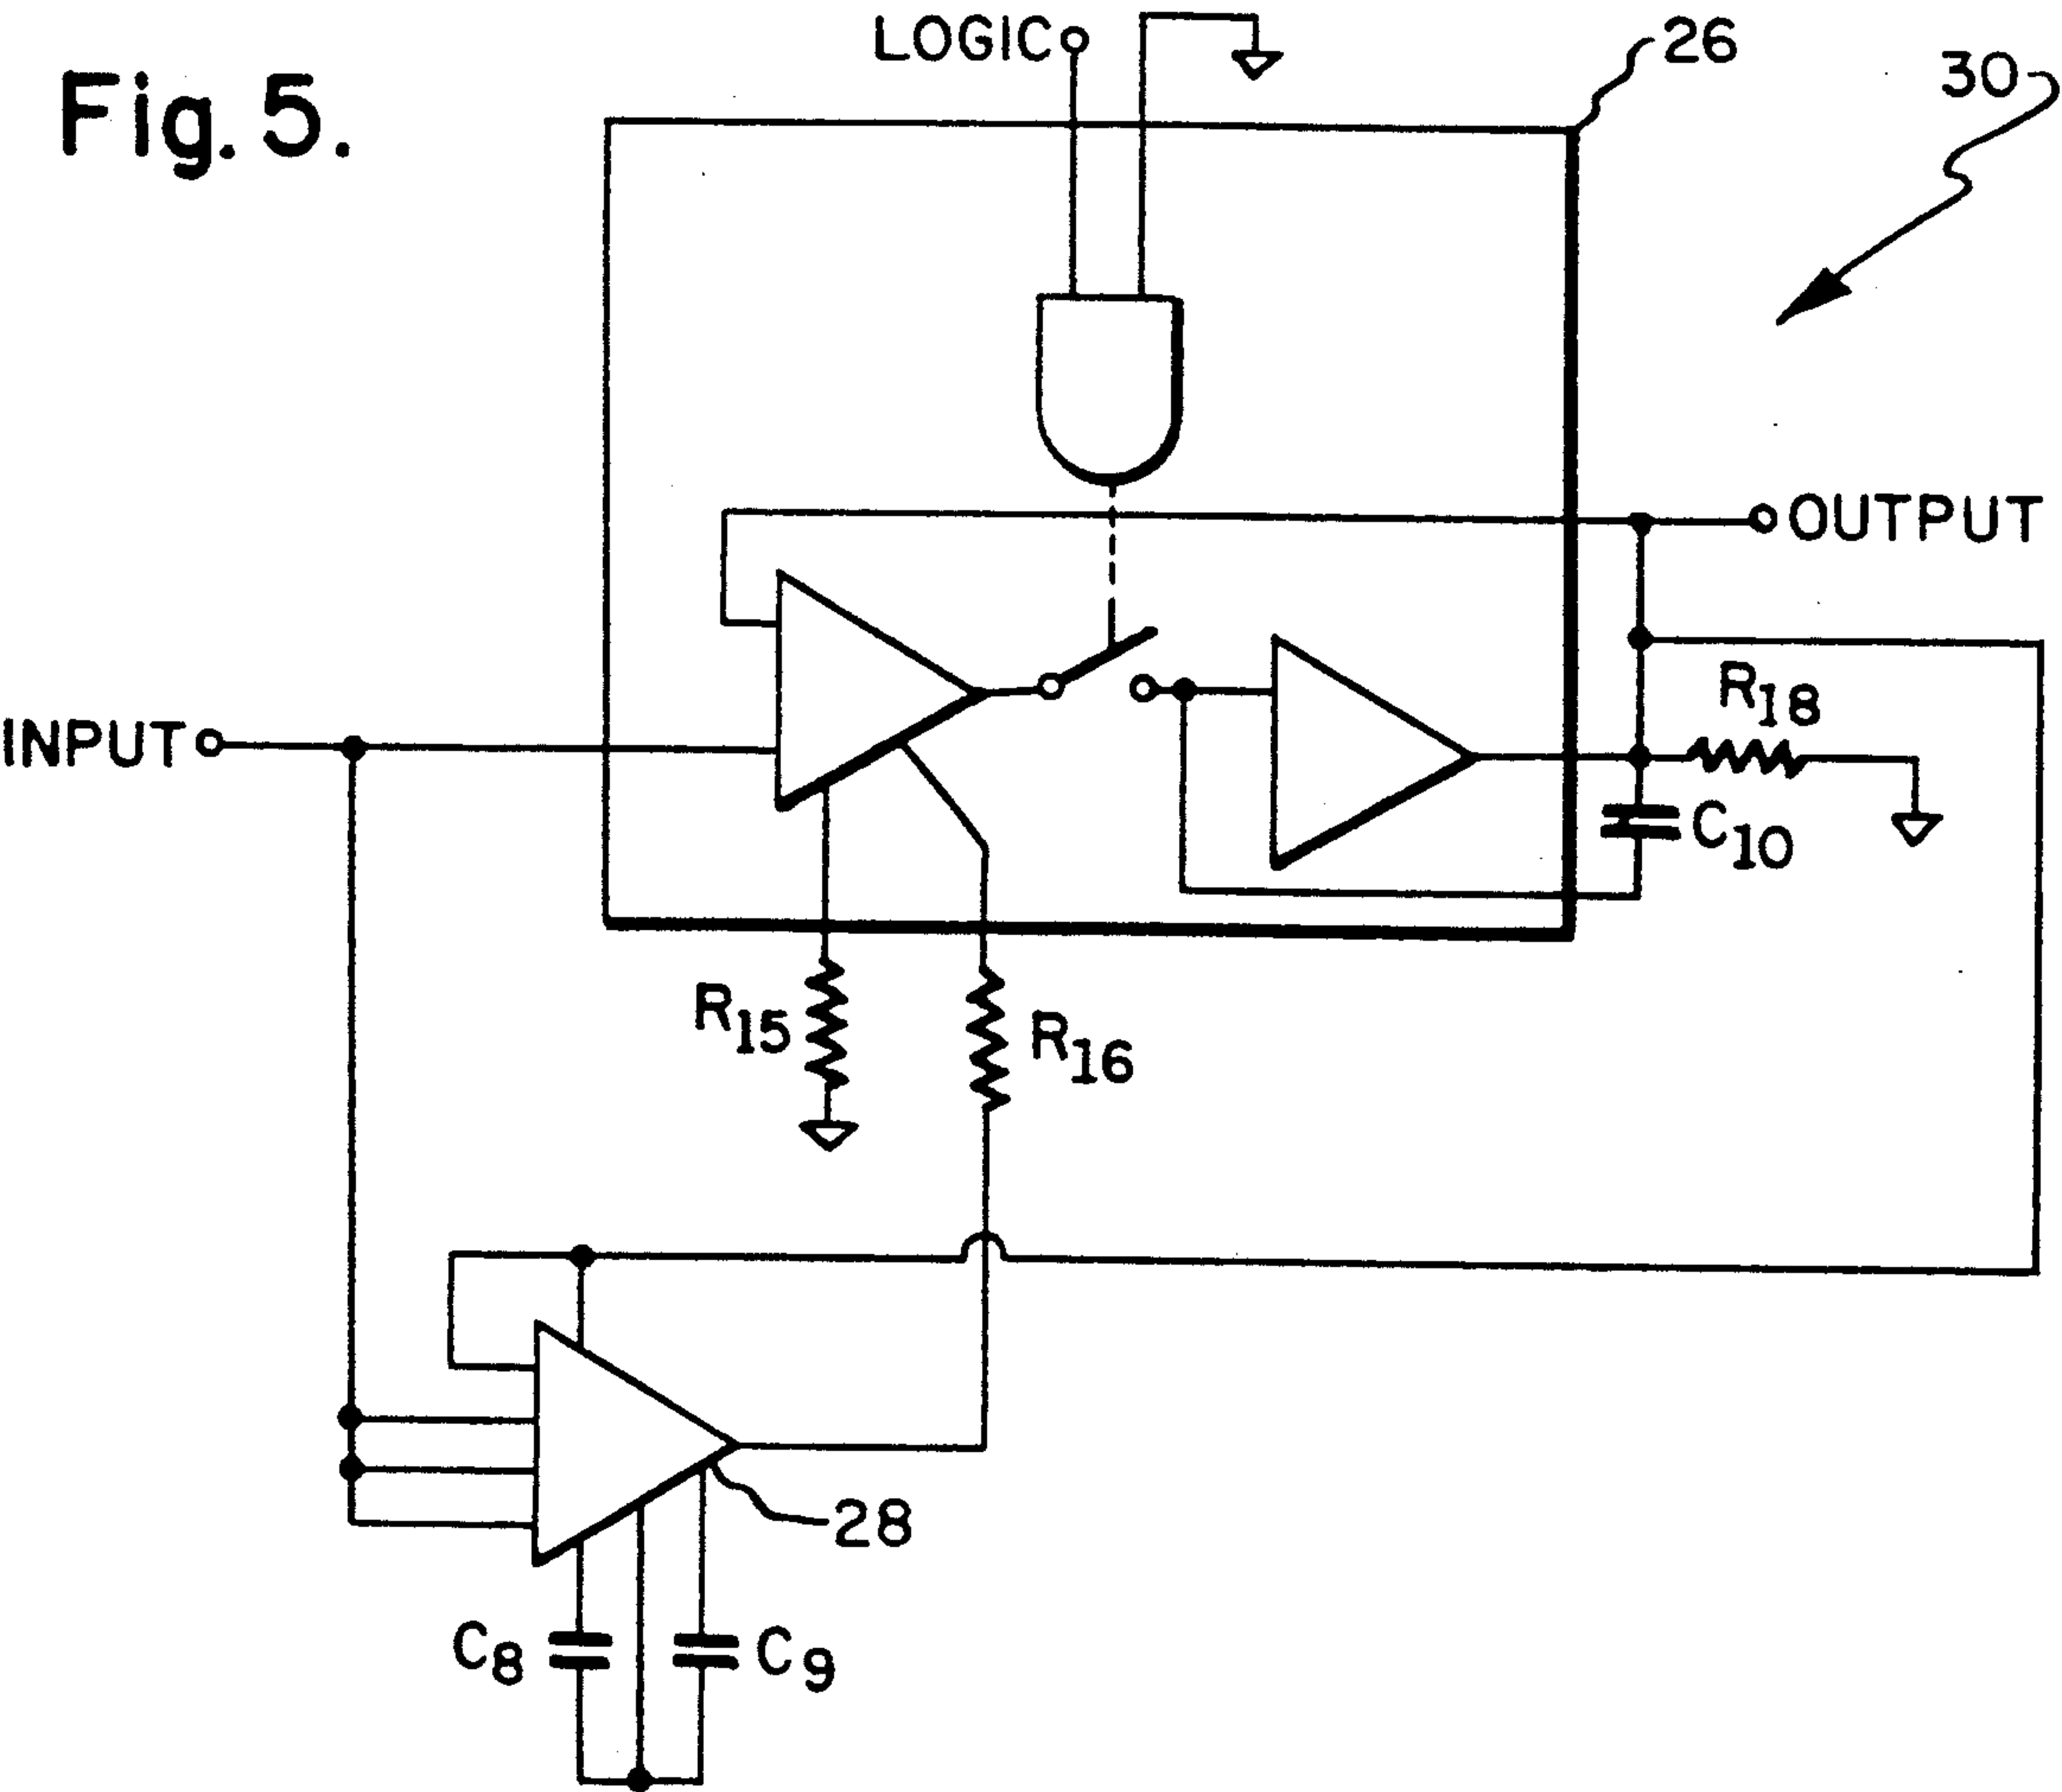 Fig. 5.
LOGIC
26
30
OUTPUT
R18
INPUT
C10
R15
R16
28
C8
C9